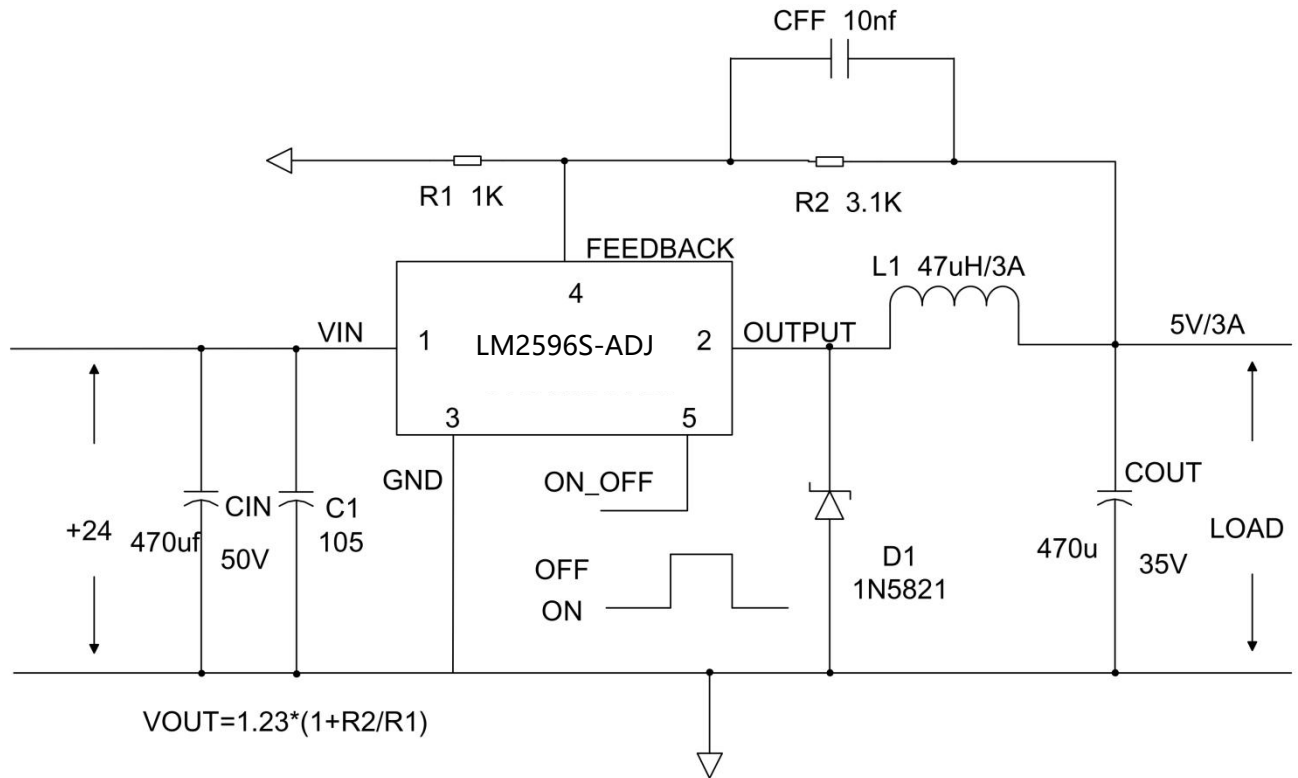 CFF 10nf
R1 1K
R2 3.1K
FEEDBACK
L1 47uH/3A
4
VIN
1
LM2596S-ADJ
2
OUTPUT
5V/3A
3
5
GND
ON_OFF
COUT
+24
470uf
CIN
50V
C1
105
OFF
ON
D1
1N5821
470u
35V
LOAD
VOUT=1.23*(1+R2/R1)